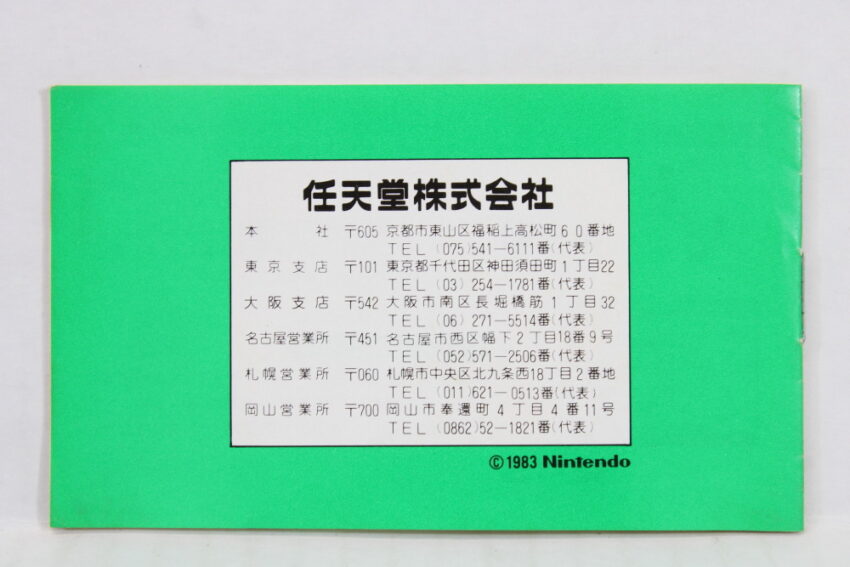 任天堂株式会社
本 社 〒605 京都市東山区福稲上高松町60番地
TEL (075)541-6111番(代表)
東京支店 〒101 東京都千代田区神田須田町1丁目22
TEL (03) 254-1781番(代表)
大阪支店 〒542 大阪市南区長堀橋筋1丁目32
TEL (06) 271-5514番(代表)
名古屋営業所 〒451 名古屋市西区幅下2丁目18番9号
TEL (052)571-2506番(代表)
札幌営業所 〒060 札幌市中央区北九条西18丁目2番地
TEL (011)621-0513番(代表)
岡山営業所 〒700 岡山市奉還町4丁目4番11号
TEL (0862)52-1821番(代表)
©1983 Nintendo